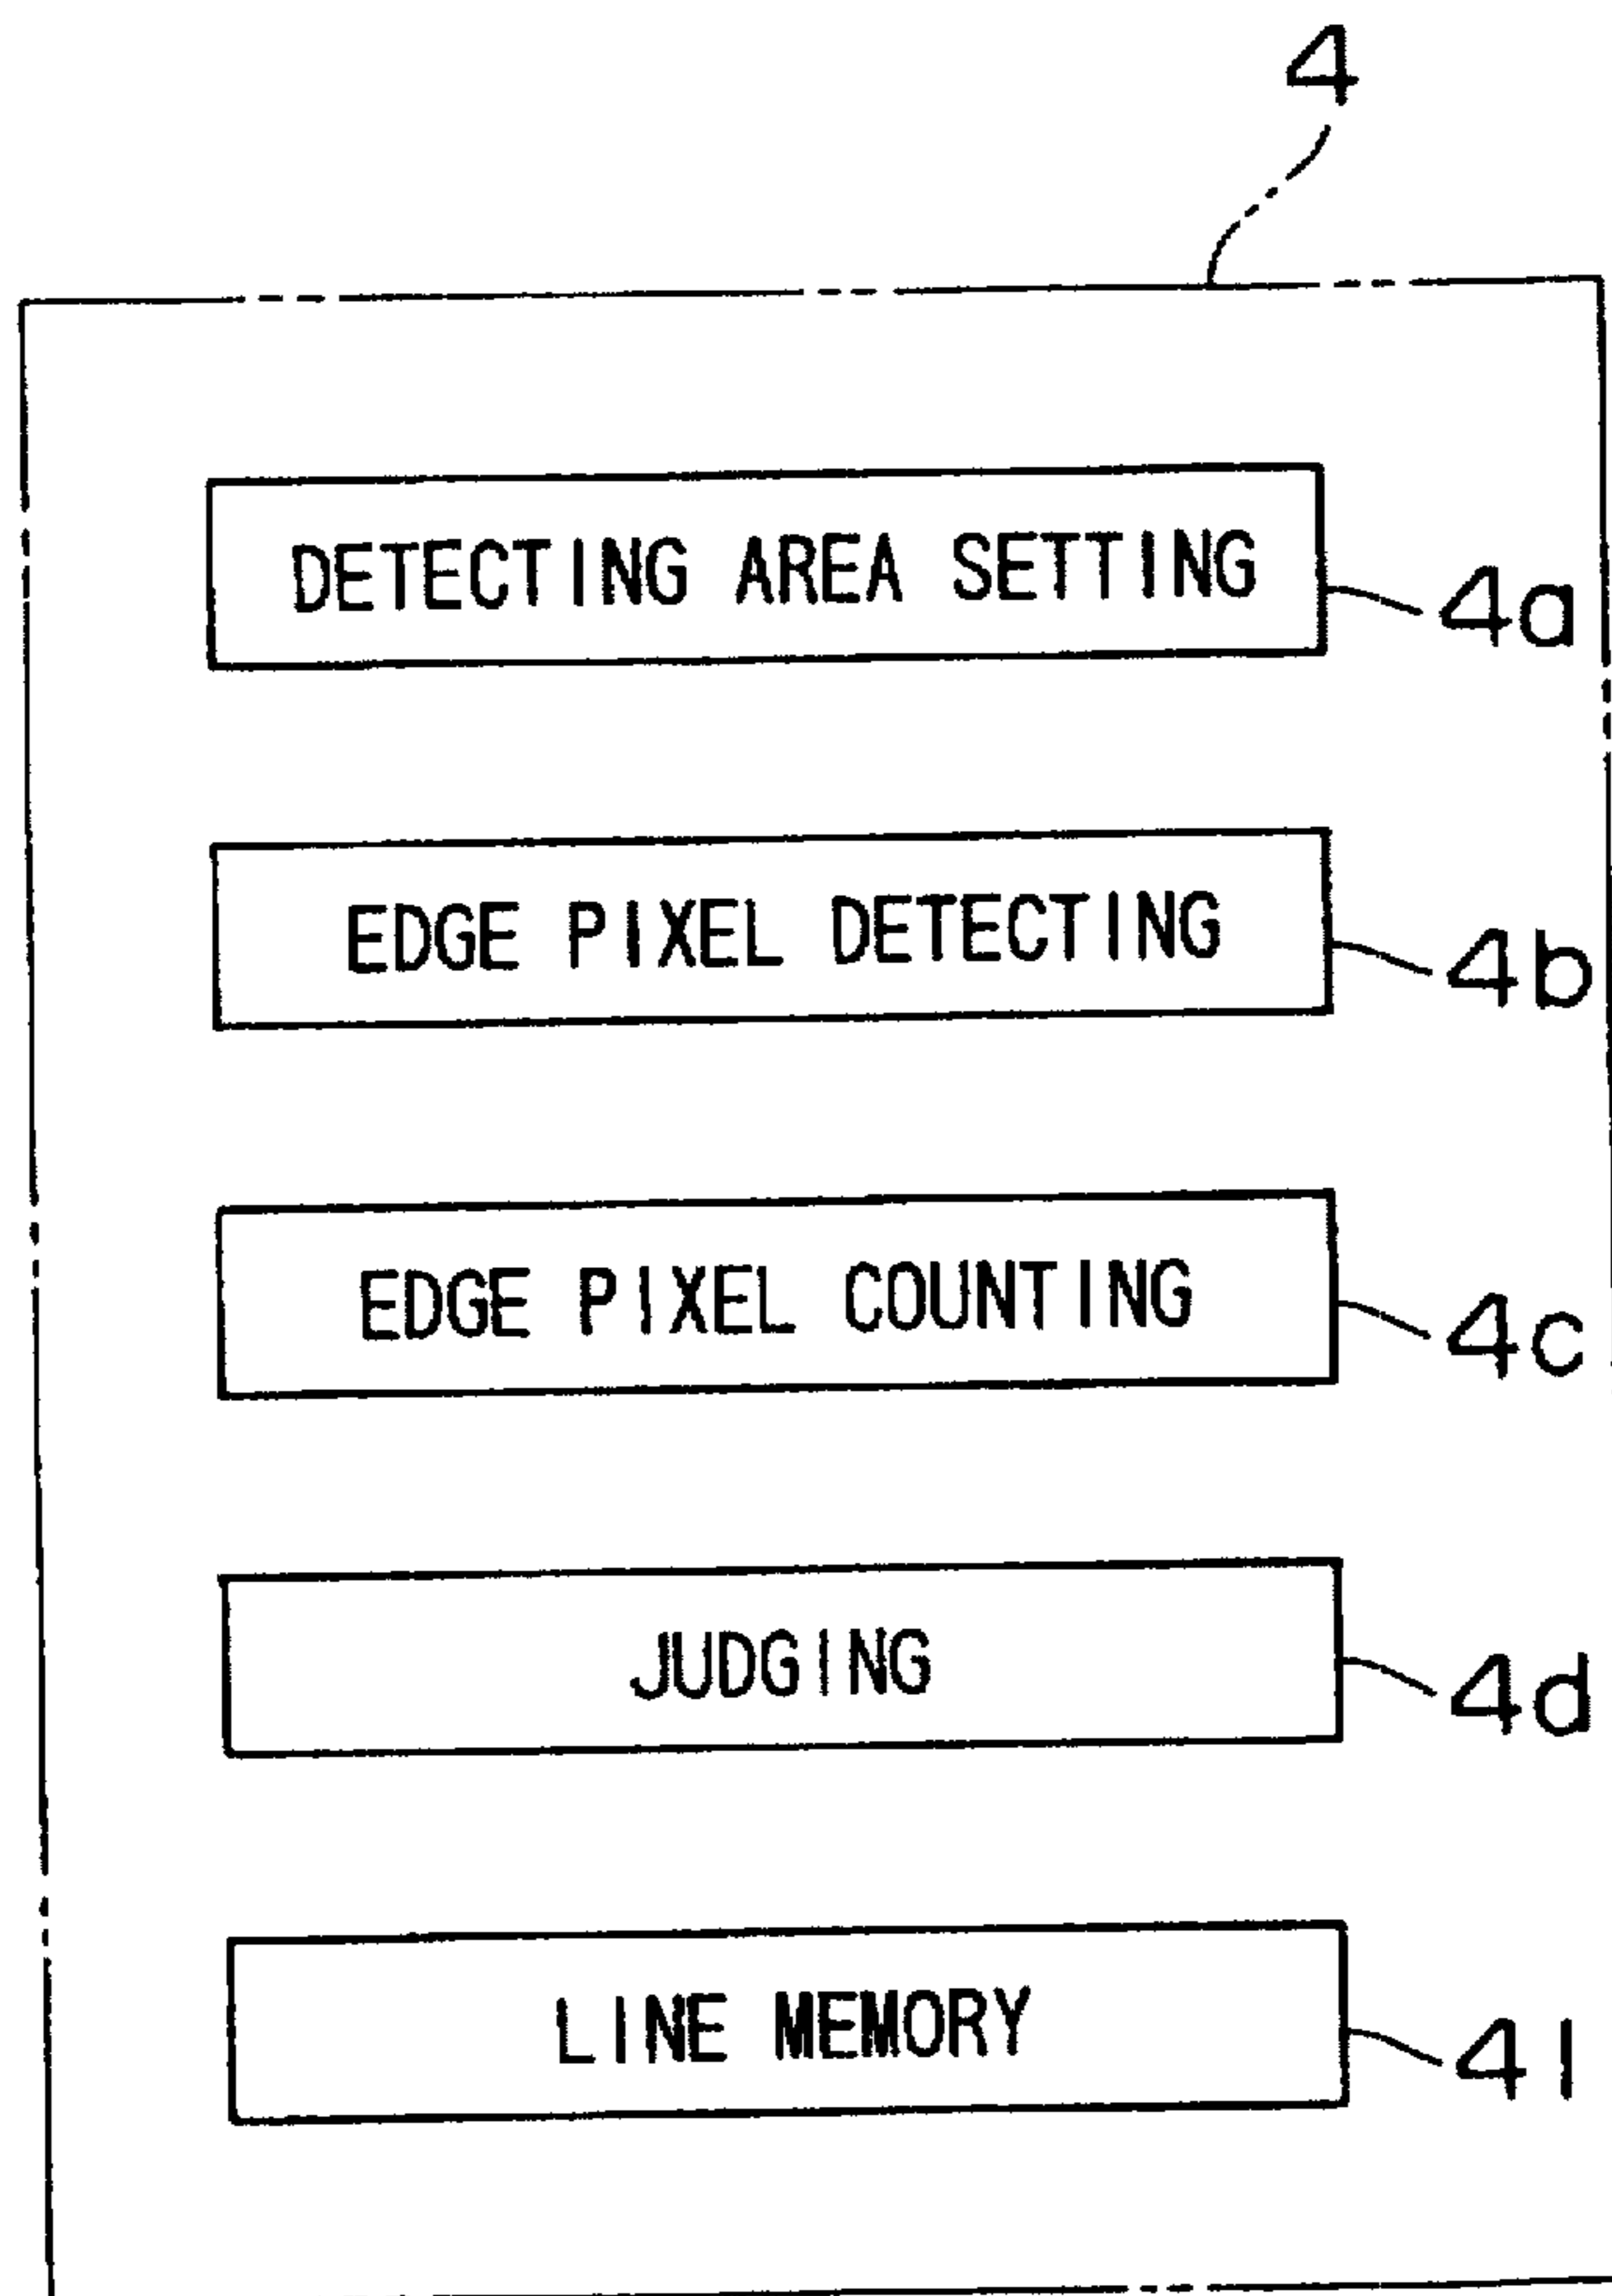 4
DETECTING AREA SETTING
4a
EDGE PIXEL DETECTING
4b
EDGE PIXEL COUNTING
4c
JUDGING
4d
LINE MEMORY
41